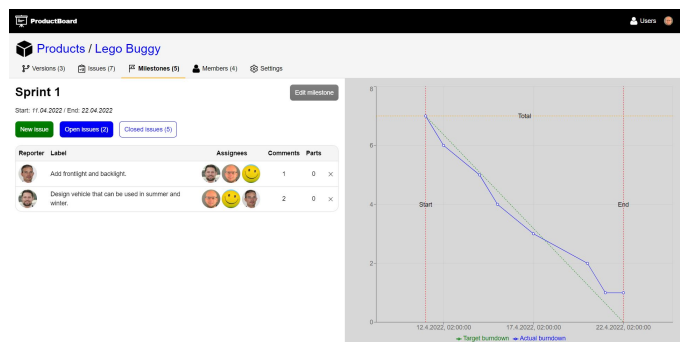 ProductBoard
Users
Products / Lego Buggy
Versions (3) Issues (7) Milestones (5) Members (4) Settings
Sprint 1
Edit milestone
Start: 11.04.2022 / End: 22.04.2022
New issue Open issues (2) Closed issues (5)
Reporter Label Assignees Comments Parts
Add frontlight and backlight. 1 0 ×
Design vehicle that can be used in summer and
winter. 2 0 ×
8
Total
6
4
Start
End
2
0
12.4.2022, 02:00:00 17.4.2022, 02:00:00 22.4.2022, 02:00:00
Target burndown Actual burndown